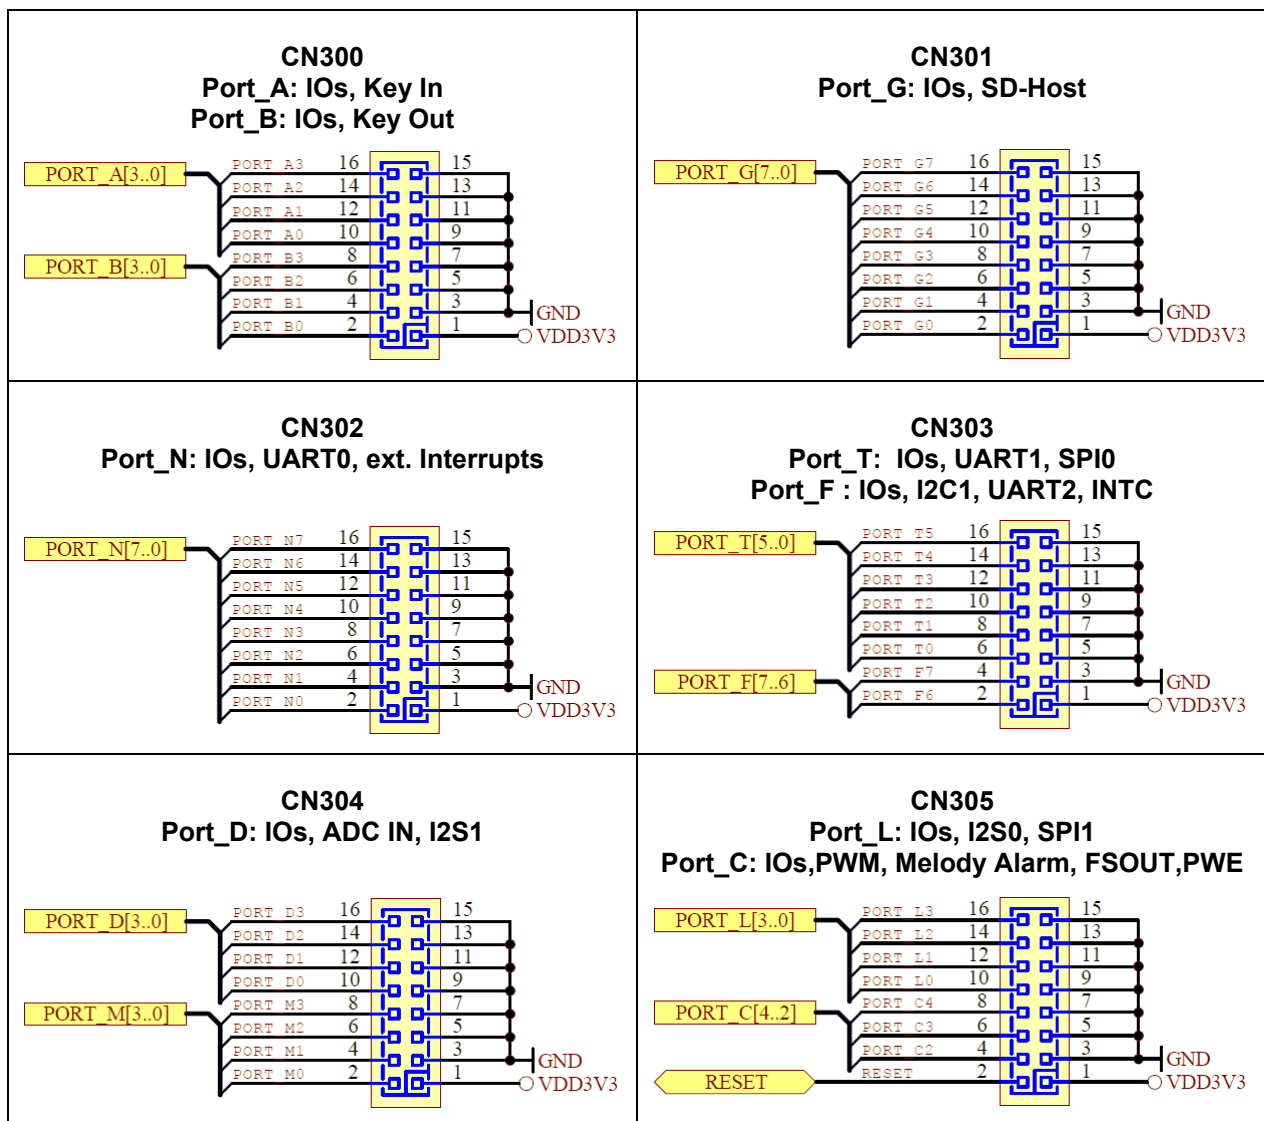 CN300
Port_A: IOs, Key In
Port_B: IOs, Key Out
PORT_A[3..0]
PORT_A3 16 15
PORT_A2 14 13
PORT_A1 12 11
PORT_A0 10 9
PORT_B[3..0]
PORT_B3 8 7
PORT_B2 6 5
PORT_B1 4 3 GND
PORT_B0 2 1 VDD3V3
CN301
Port_G: IOs, SD-Host
PORT_G[7..0]
PORT_G7 16 15
PORT_G6 14 13
PORT_G5 12 11
PORT_G4 10 9
PORT_G3 8 7
PORT_G2 6 5
PORT_G1 4 3 GND
PORT_G0 2 1 VDD3V3
CN302
Port_N: IOs, UART0, ext. Interrupts
PORT_N[7..0]
PORT_N7 16 15
PORT_N6 14 13
PORT_N5 12 11
PORT_N4 10 9
PORT_N3 8 7
PORT_N2 6 5
PORT_N1 4 3 GND
PORT_N0 2 1 VDD3V3
CN303
Port_T: IOs, UART1, SPI0
Port_F : IOs, I2C1, UART2, INTC
PORT_T[5..0]
PORT_T5 16 15
PORT_T4 14 13
PORT_T3 12 11
PORT_T2 10 9
PORT_T1 8 7
PORT_T0 6 5
PORT_F[7..6]
PORT_F7 4 3 GND
PORT_F6 2 1 VDD3V3
CN304
Port_D: IOs, ADC IN, I2S1
PORT_D[3..0]
PORT_D3 16 15
PORT_D2 14 13
PORT_D1 12 11
PORT_D0 10 9
PORT_M[3..0]
PORT_M3 8 7
PORT_M2 6 5
PORT_M1 4 3 GND
PORT_M0 2 1 VDD3V3
CN305
Port_L: IOs, I2S0, SPI1
Port_C: IOs,PWM, Melody Alarm, FSOUT,PWE
PORT_L[3..0]
PORT_L3 16 15
PORT_L2 14 13
PORT_L1 12 11
PORT_L0 10 9
PORT_C[4..2]
PORT_C4 8 7
PORT_C3 6 5
PORT_C2 4 3 GND
RESET RESET 2 1 VDD3V3